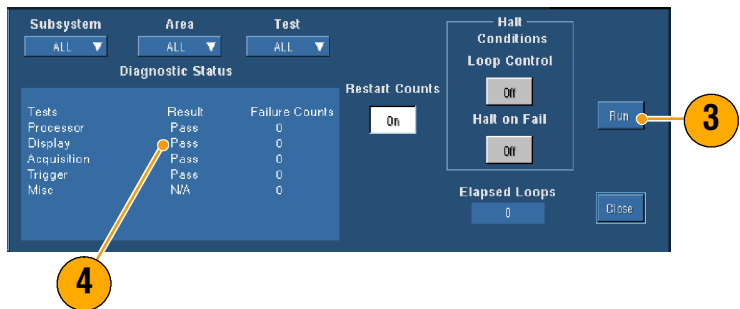 Subsystem Area Test
ALL ALL ALL
Diagnostic Status
Tests Result Failure Counts
Processor Pass 0
Display Pass 0
Acquisition Pass 0
Trigger Pass 0
Misc N/A 0
Restart Counts
On
Halt
Conditions
Loop Control
Off
Halt on Fail
Off
Elapsed Loops
0
Run
Close
3
4